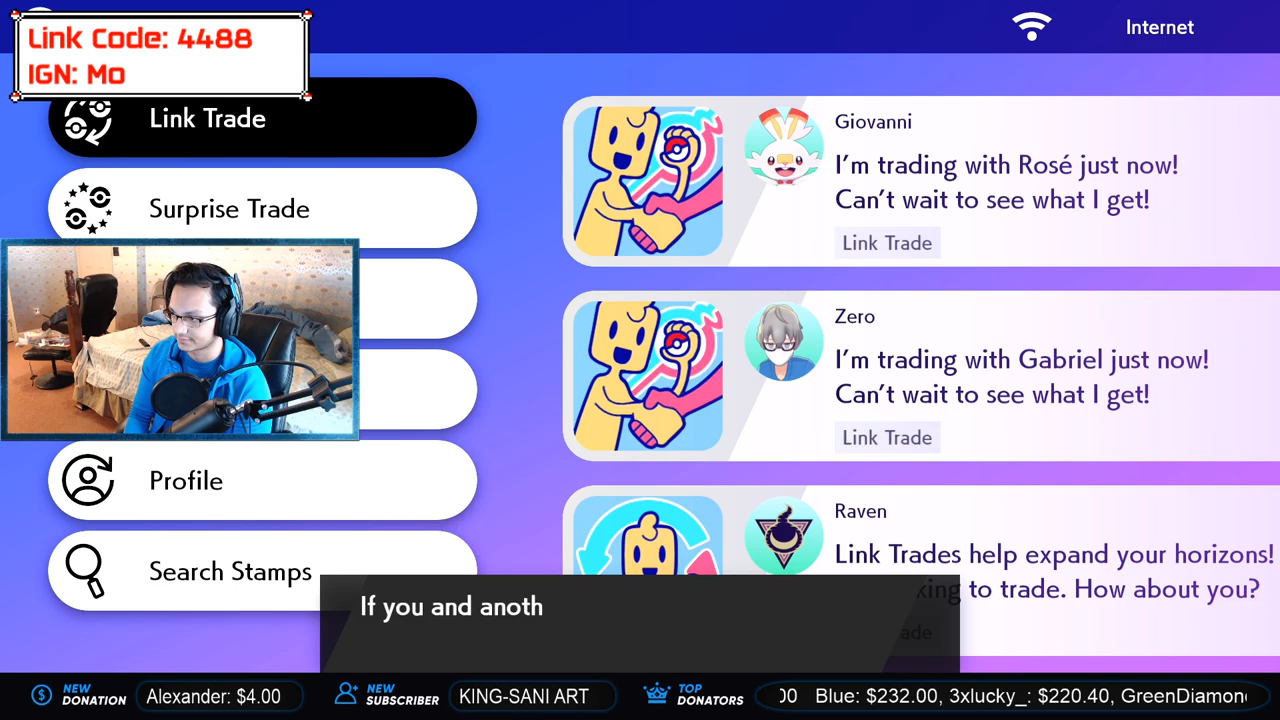 Link Code: 4488
IGN: Mo
Internet
Link Trade
Surprise Trade
Profile
Search Stamps
Giovanni
I'm trading with Rosé just now!
Can't wait to see what I get!
Link Trade
Zero
I'm trading with Gabriel just now!
Can't wait to see what I get!
Link Trade
Raven
Link Trades help expand your horizons!
to trade. How about you?
If you and anoth
NEW DONATION
Alexander: $4.00
NEW SUBSCRIBER
KING-SANI ART
TOP DONATORS
Blue: $232.00, 3xlucky_: $220.40, GreenDiamon